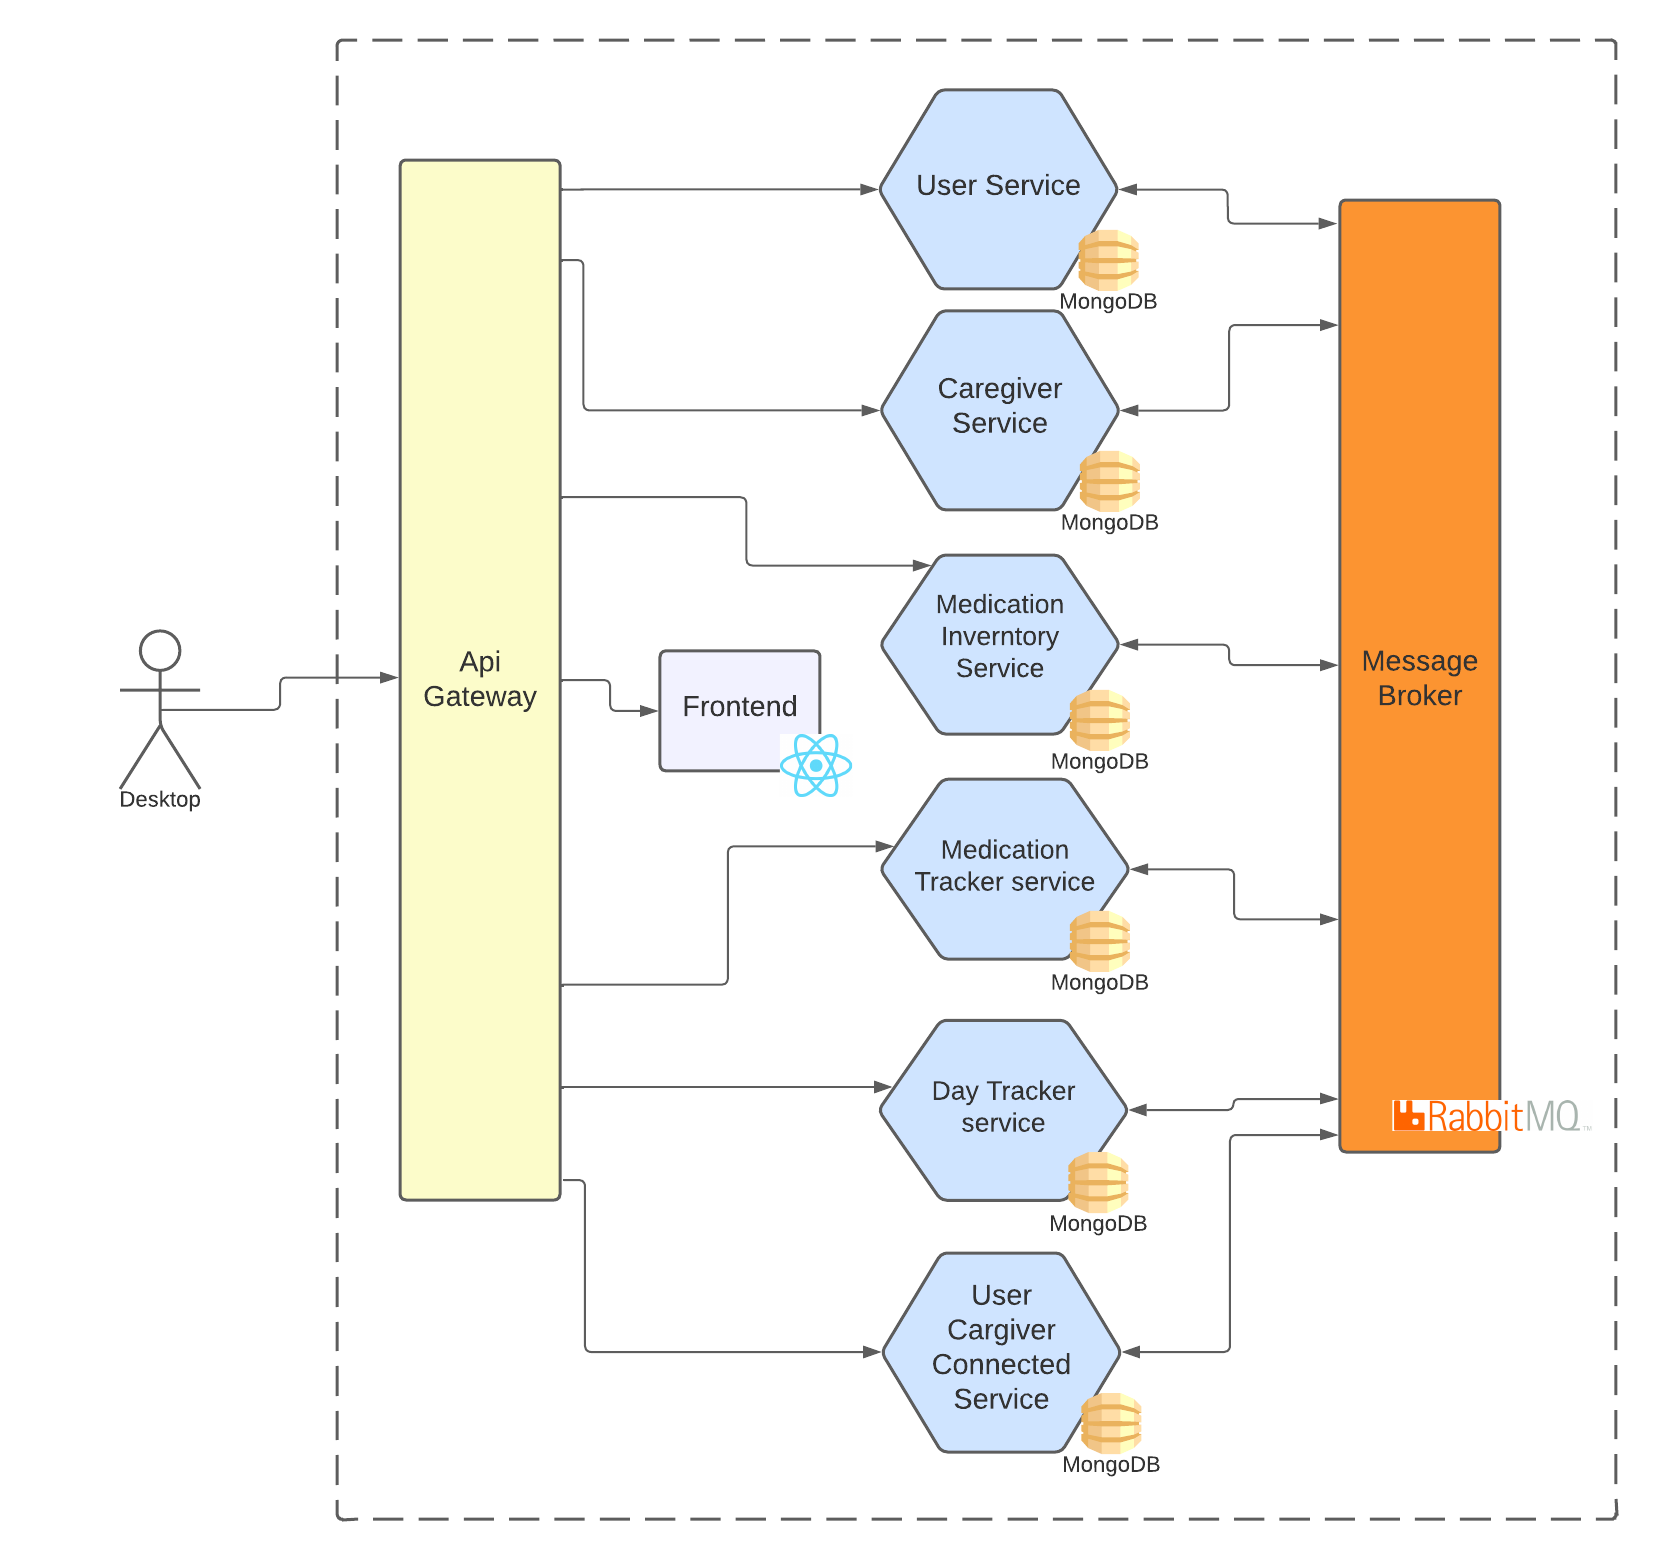 User Service
MongoDB
Caregiver
Service
MongoDB
Medication
Inverntory
Service
MongoDB
Api
Gateway
Frontend
Message
Broker
Desktop
Medication
Tracker service
MongoDB
Day Tracker
service
MongoDB
RabbitMQ™
User
Cargiver
Connected
Service
MongoDB